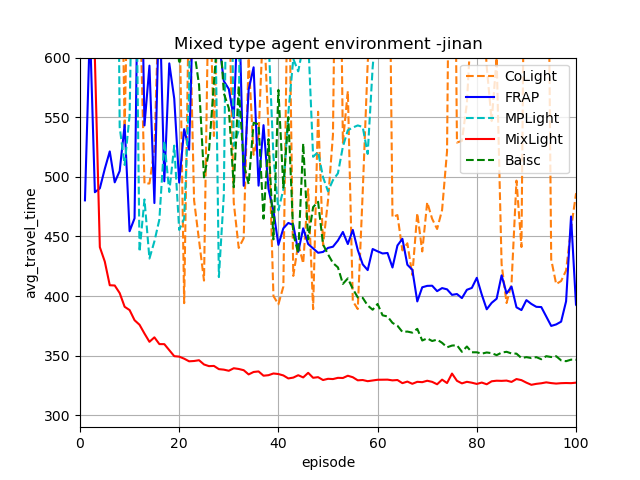 Mixed type agent environment -jinan
600
550
500
450
400
350
300
avg_travel_time
0 20 40 60 80 100
episode
CoLight
FRAP
MPLight
MixLight
Baisc